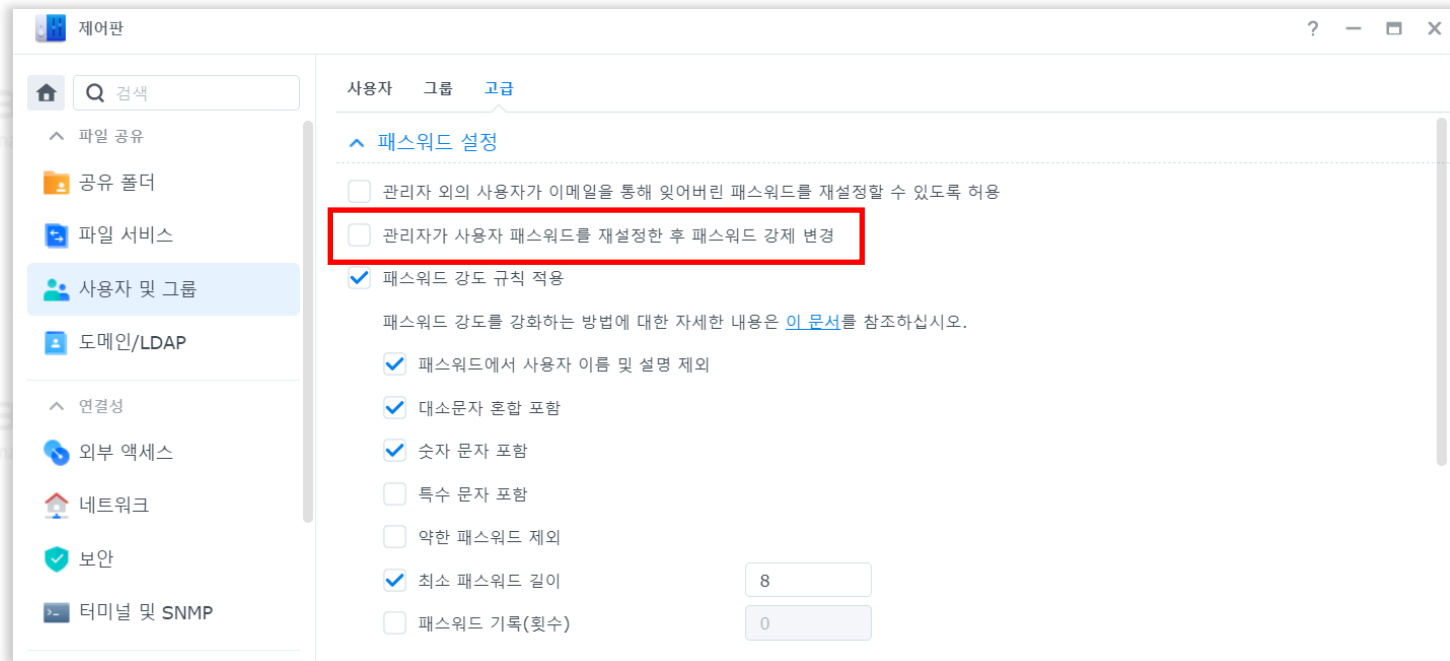 제어판
?
검색
파일 공유
공유 폴더
파일 서비스
사용자 및 그룹
도메인/LDAP
연결성
외부 액세스
네트워크
보안
터미널 및 SNMP
사용자 그룹 고급
패스워드 설정
관리자 외의 사용자가 이메일을 통해 잊어버린 패스워드를 재설정할 수 있도록 허용
관리자가 사용자 패스워드를 재설정한 후 패스워드 강제 변경
패스워드 강도 규칙 적용
패스워드 강도를 강화하는 방법에 대한 자세한 내용은 이 문서를 참조하십시오.
패스워드에서 사용자 이름 및 설명 제외
대소문자 혼합 포함
숫자 문자 포함
특수 문자 포함
약한 패스워드 제외
최소 패스워드 길이 8
패스워드 기록(횟수) 0